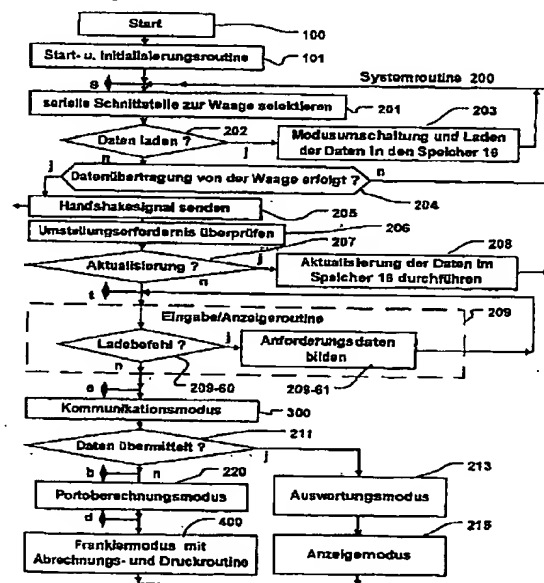 Start
100
Start- u. Initialisierungsroutine
101
s
Systemroutine 200
serielle Schnittstelle zur Waage selektieren
201
203
Daten laden ?
202
j
Modusumschaltung und Laden
der Daten in den Speicher 16
n
j
Datenübertragung von der Waage erfolgt ?
n
204
Handshakesignal senden
205
Umstellungserfordernis überprüfen
206
207
208
Aktualisierung ?
j
Aktualisierung der Daten im
Speicher 16 durchführen
n
t
Eingabe/Anzeigeroutine
209
Ladebefehl ?
j
Anforderungsdaten
bilden
n
209-60
209-61
e
Kommunikationsmodus
300
211
Daten übermittelt ?
j
b
n
220
213
Portoberechnungsmodus
Auswertungsmodus
d
400
215
Frankiermodus mit
Abrechnungs- und Druckroutine
Anzeigemodus